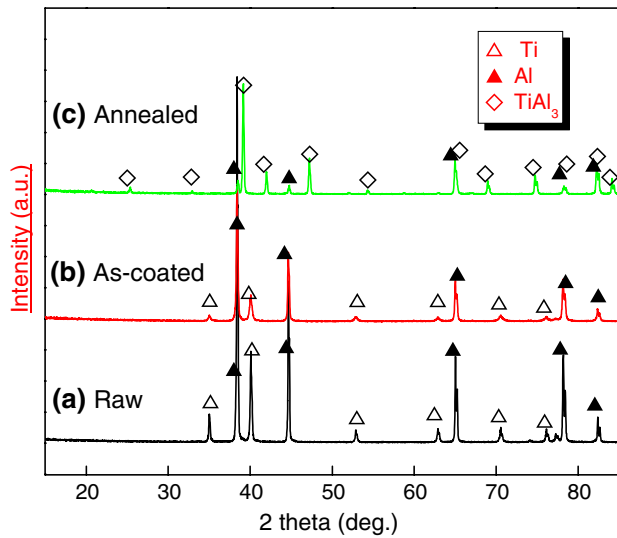 Ti
Al
TiAl3
(c) Annealed
(b) As-coated
(a) Raw
Intensity (a.u.)
20 30 40 50 60 70 80
2 theta (deg.)